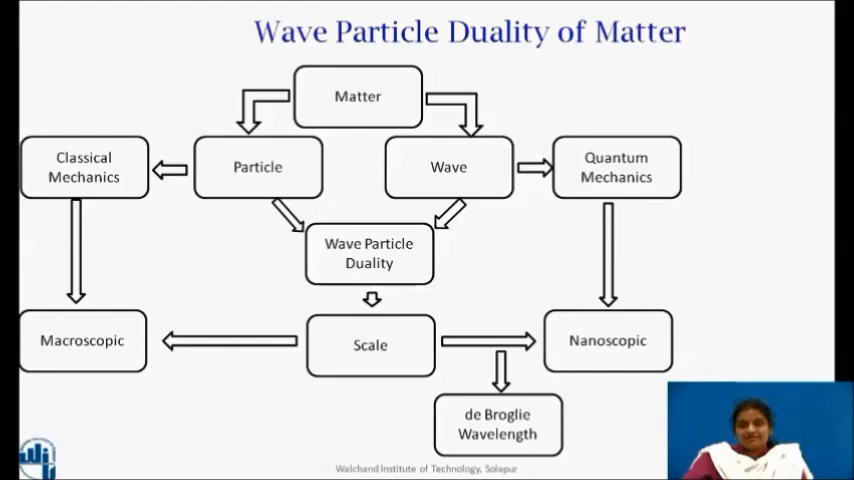 Wave Particle Duality of Matter
Matter
Classical
Mechanics
Particle
Wave
Quantum
Mechanics
Wave Particle
Duality
Macroscopic
Scale
Nanoscopic
de Broglie
Wavelength
Walchand Institute of Technology, Solapur